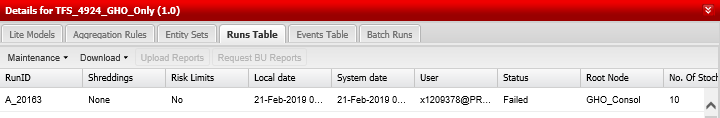 Details for TFS_4924_GHO_Only (1.0)
Lite Models Aggregation Rules Entity Sets Runs Table Events Table Batch Runs
Maintenance Download Upload Reports Request BU Reports
RunID Shreddings Risk Limits Local date System date User Status Root Node No. Of Stoch
A_20163 None No 21-Feb-2019 0... 21-Feb-2019 0... x1209378@PR... Failed GHO_Consol 10